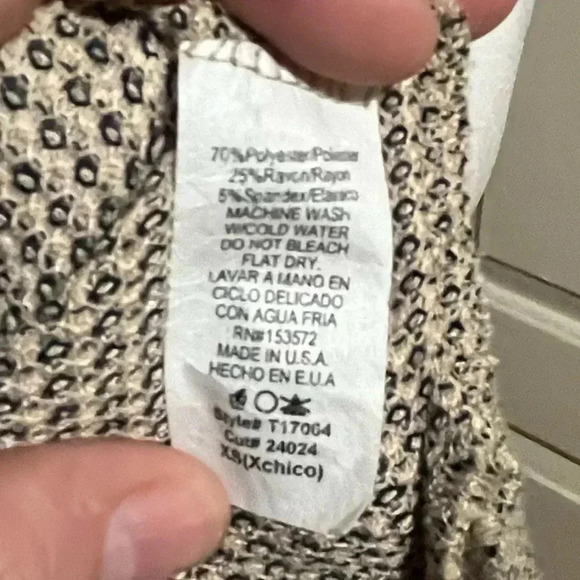 70%Polyester/Poliester
25%Rayon/Rayon
5%Spandex/Elastico
MACHINE WASH
W/COLD WATER
DO NOT BLEACH
FLAT DRY.
LAVAR A MANO EN
CICLO DELICADO
CON AGUA FRIA
RN#153572
MADE IN U.S.A.
HECHO EN E.U.A
Style# T17064
Cut# 24024
XS(Xchico)